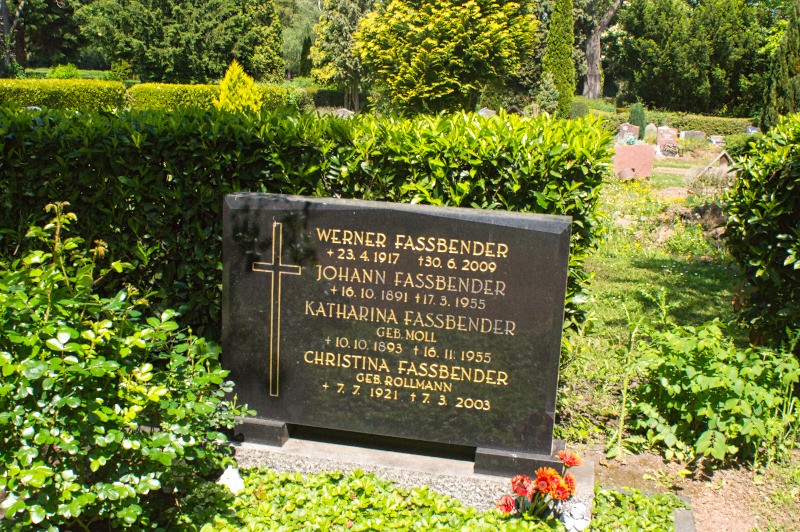 WERNER FASSBENDER
+ 23. 4. 1917 +30. 6. 2009
JOHANN FASSBENDER
+ 16. 10. 1891 + 17. 3. 1955
KATHARINA FASSBENDER
GEB. MOLL
+ 10. 10. 1893 + 16. 11. 1955
CHRISTINA FASSBENDER
GEB. ROLLMANN
+ 7. 7. 1921 + 7. 3. 2003